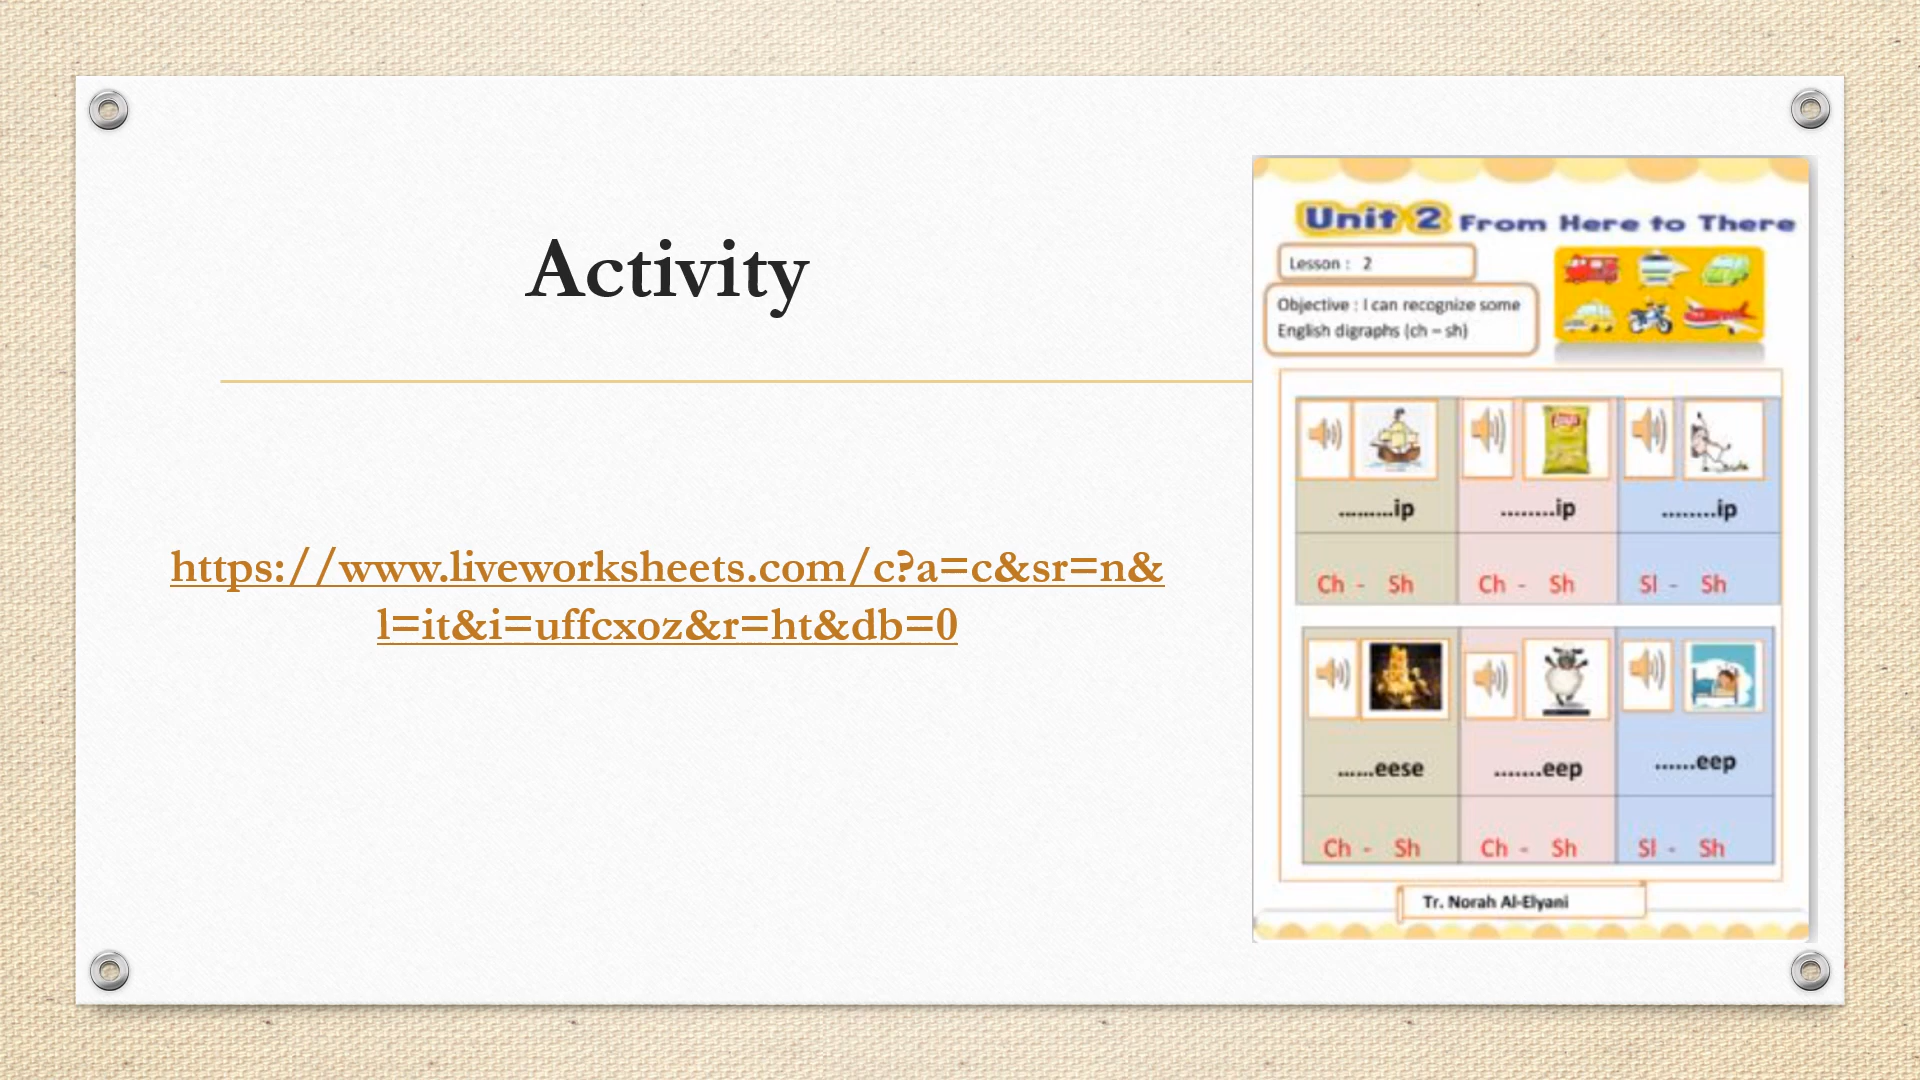 Activity
https://www.liveworksheets.com/c?a=c&sr=n&
l=it&i=uffcxoz&r=ht&db=0
Unit 2 From Here to There
Lesson : 2
Objective : I can recognize some
English digraphs (ch – sh)
.........ip ........ip ........ip
Ch - Sh Ch - Sh Sl - Sh
......eese .......eep ......eep
Ch - Sh Ch - Sh Sl - Sh
Tr. Norah Al-Elyani